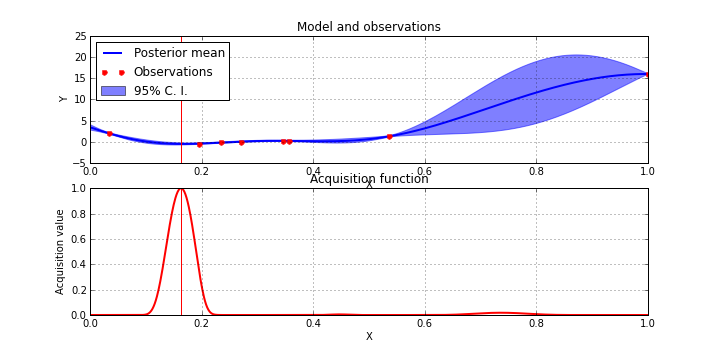 Model and observations
25
20
15
10
5
0
−5
Y
Posterior mean
Observations
95% C. I.
0.0 0.2 0.4 0.6 0.8 1.0
X
Acquisition function
1.0
0.8
0.6
0.4
0.2
0.0
Acquisition value
0.0 0.2 0.4 0.6 0.8 1.0
X